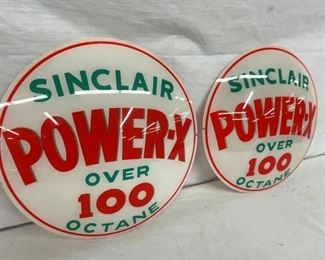 SINCLAIR
POWER-X
OVER
100
OCTANE
SINCLAIR
POWER-X
OVER
100
OCTANE